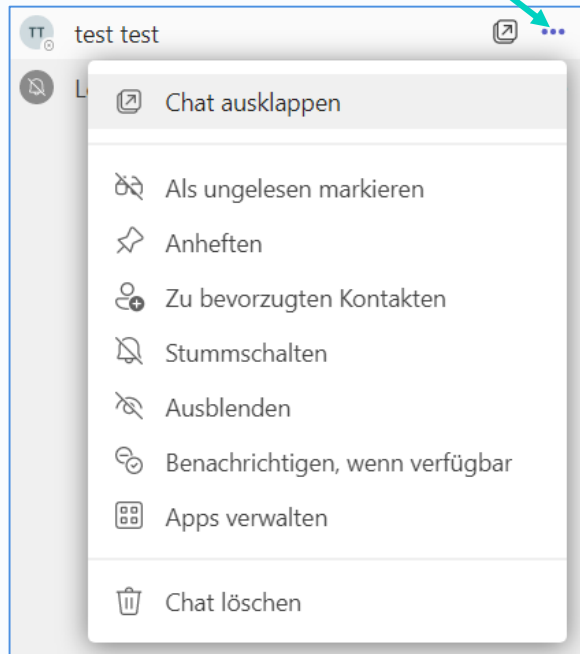 TT test test
Chat ausklappen
Als ungelesen markieren
Anheften
Zu bevorzugten Kontakten
Stummschalten
Ausblenden
Benachrichtigen, wenn verfügbar
Apps verwalten
Chat löschen